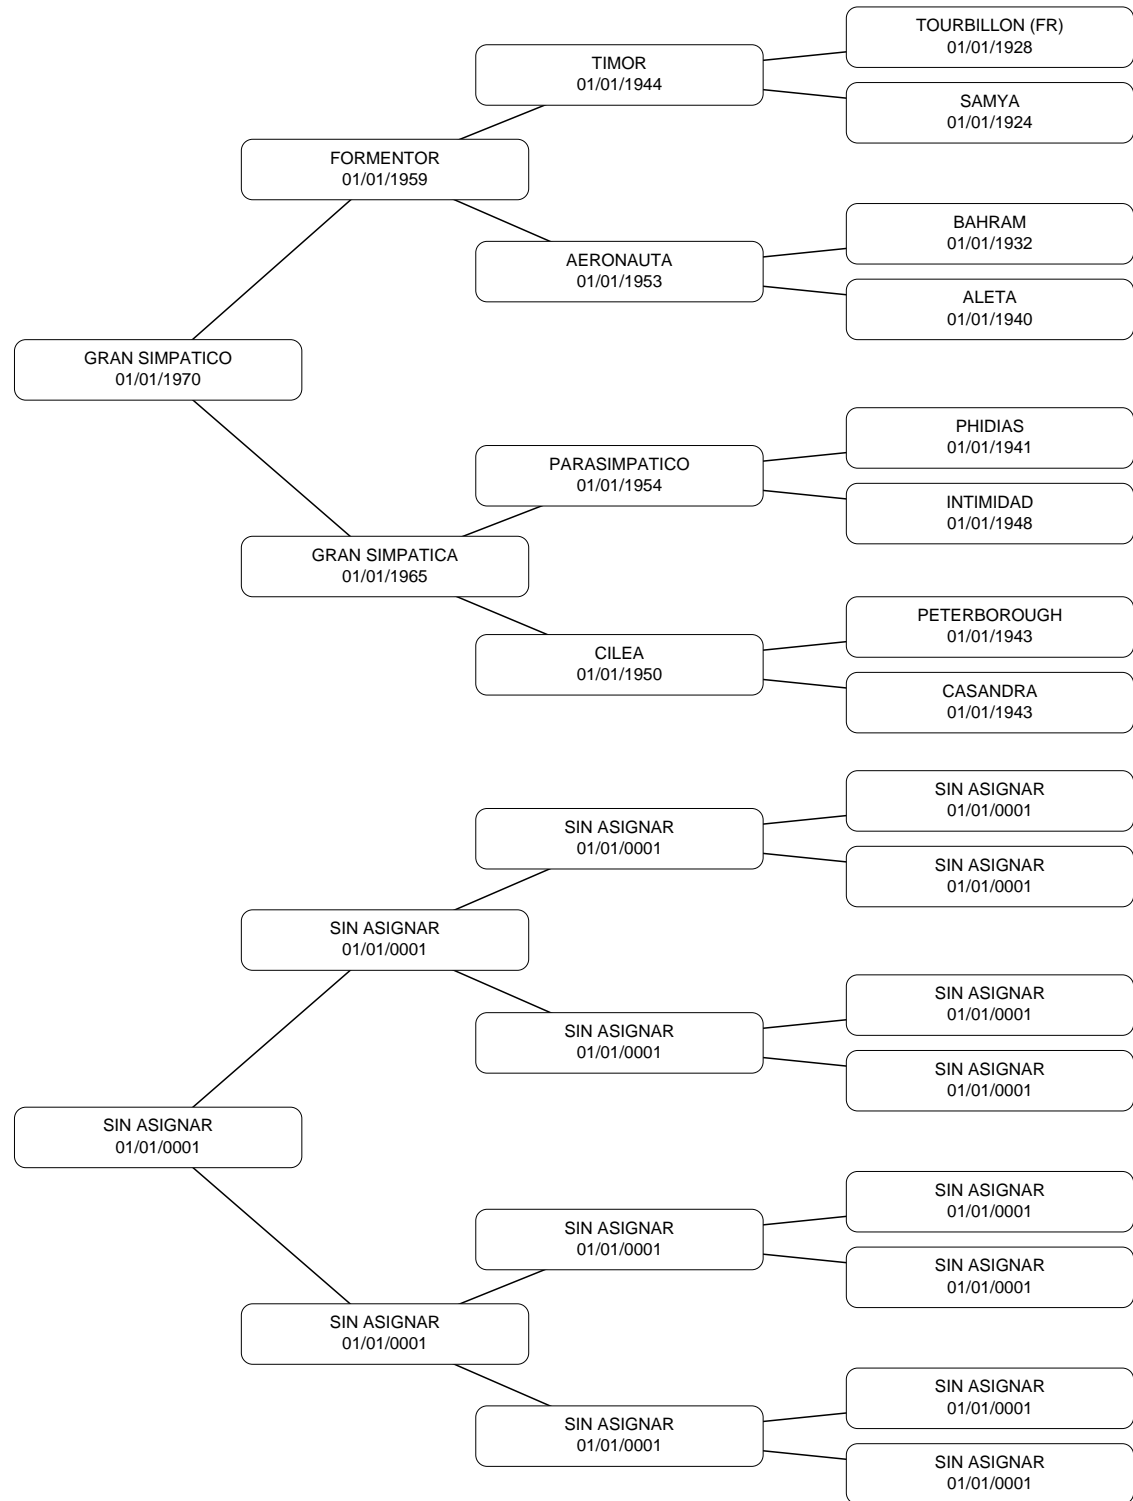 TOURBILLON (FR)
01/01/1928
TIMOR
01/01/1944
SAMYA
01/01/1924
FORMENTOR
01/01/1959
BAHRAM
01/01/1932
AERONAUTA
01/01/1953
ALETA
01/01/1940
GRAN SIMPATICO
01/01/1970
PHIDIAS
01/01/1941
PARASIMPATICO
01/01/1954
INTIMIDAD
01/01/1948
GRAN SIMPATICA
01/01/1965
PETERBOROUGH
01/01/1943
CILEA
01/01/1950
CASANDRA
01/01/1943
SIN ASIGNAR
01/01/0001
SIN ASIGNAR
01/01/0001
SIN ASIGNAR
01/01/0001
SIN ASIGNAR
01/01/0001
SIN ASIGNAR
01/01/0001
SIN ASIGNAR
01/01/0001
SIN ASIGNAR
01/01/0001
SIN ASIGNAR
01/01/0001
SIN ASIGNAR
01/01/0001
SIN ASIGNAR
01/01/0001
SIN ASIGNAR
01/01/0001
SIN ASIGNAR
01/01/0001
SIN ASIGNAR
01/01/0001
SIN ASIGNAR
01/01/0001
SIN ASIGNAR
01/01/0001